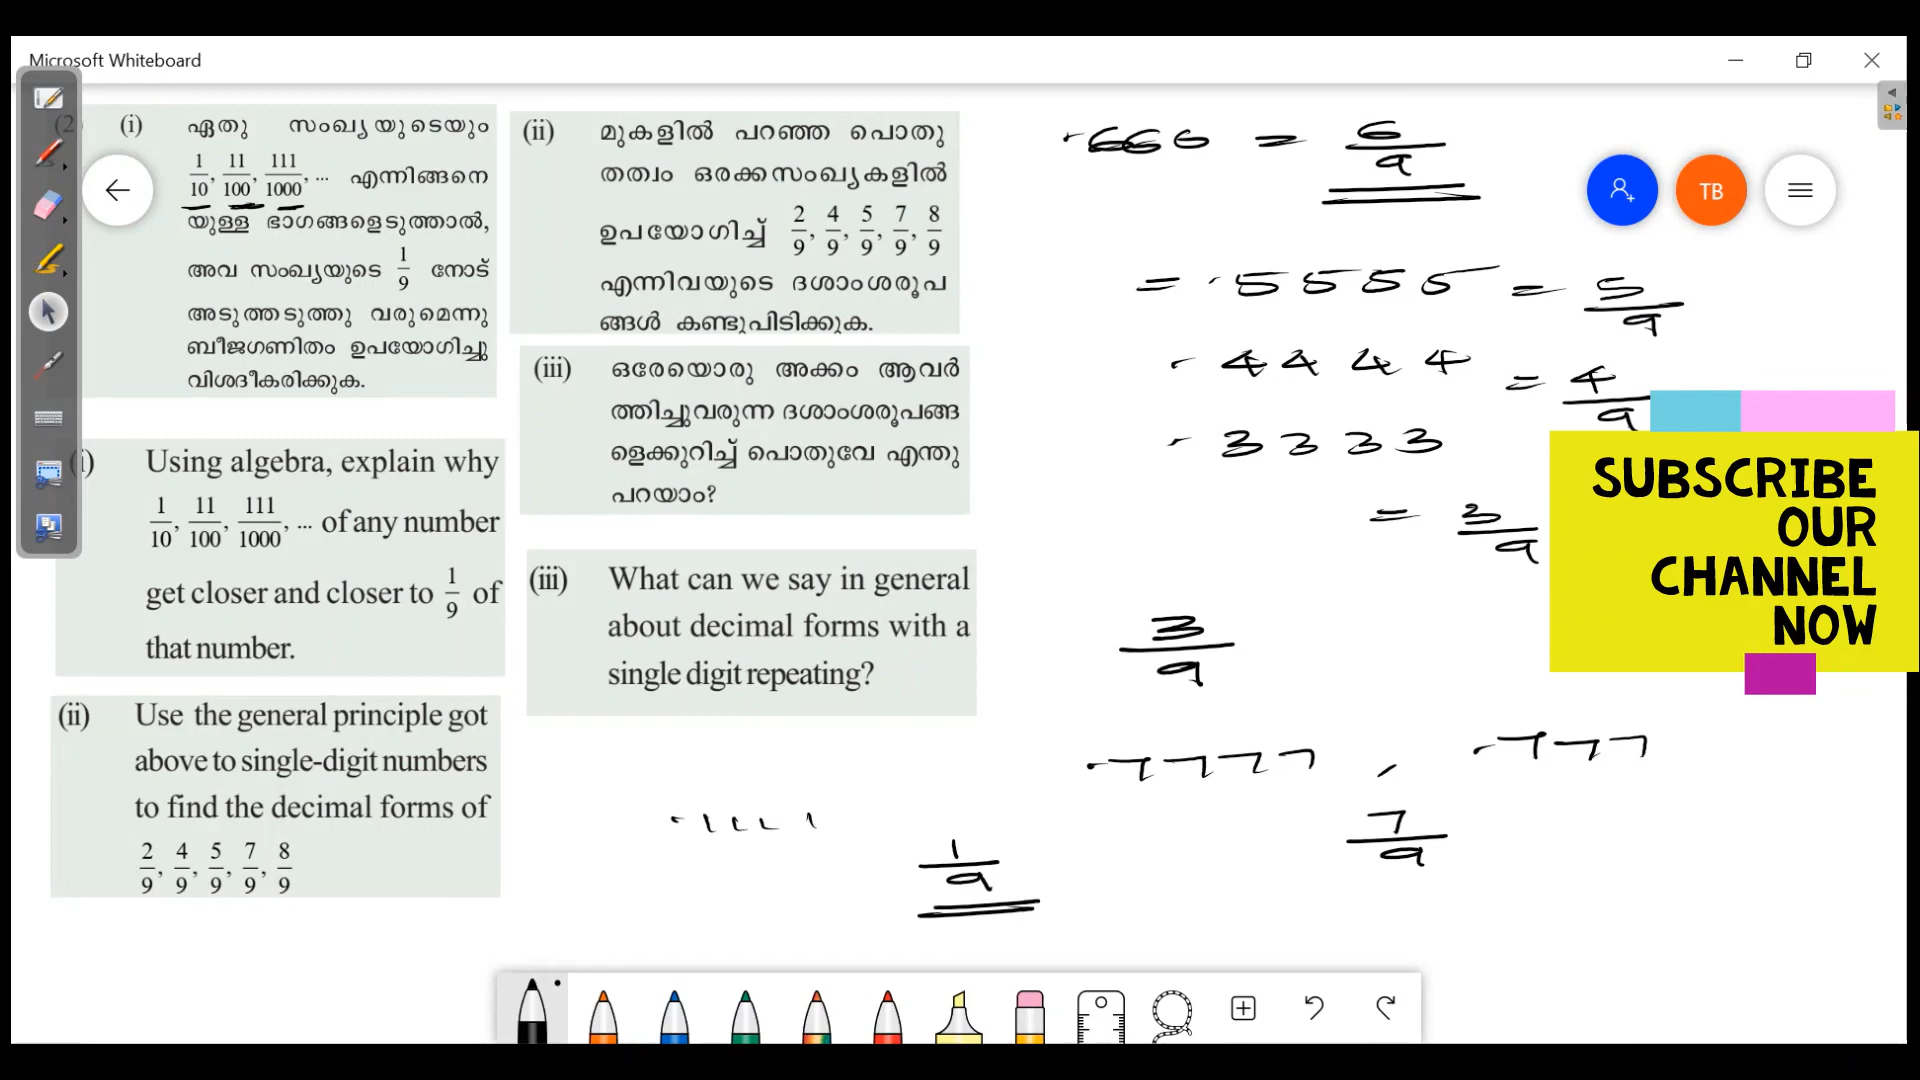 Microsoft Whiteboard
(2) (i) ഏതു സംഖ്യയുടെയും
1/10, 11/100, 111/1000, ... എന്നിങ്ങനെ
യുള്ള ഭാഗങ്ങളെടുത്താൽ,
അവ സംഖ്യയുടെ 1/9 നോട്
അടുത്തടുത്തു വരുമെന്നു
ബീജഗണിതം ഉപയോഗിച്ചു
വിശദീകരിക്കുക.
i) Using algebra, explain why
1/10, 11/100, 111/1000, ... of any number
get closer and closer to 1/9 of
that number.
(ii) Use the general principle got
above to single-digit numbers
to find the decimal forms of
2/9, 4/9, 5/9, 7/9, 8/9
(ii) മുകളിൽ പറഞ്ഞ പൊതു
തത്വം ഒരക്കസംഖ്യകളിൽ
ഉപയോഗിച്ച് 2/9, 4/9, 5/9, 7/9, 8/9
എന്നിവയുടെ ദശാംശരൂപ
ങ്ങൾ കണ്ടുപിടിക്കുക.
(iii) ഒരേയൊരു അക്കം ആവർ
ത്തിച്ചുവരുന്ന ദശാംശരൂപങ്ങ
ളെക്കുറിച്ച് പൊതുവേ എന്തു
പറയാം?
(iii) What can we say in general
about decimal forms with a
single digit repeating?
.1111
1/9
.666 = 6/9
= .5555 = 5/9
.4444 = 4/9
.3333
= 3/9
3/9
.7777, .777
7/9
TB
SUBSCRIBE
OUR
CHANNEL
NOW